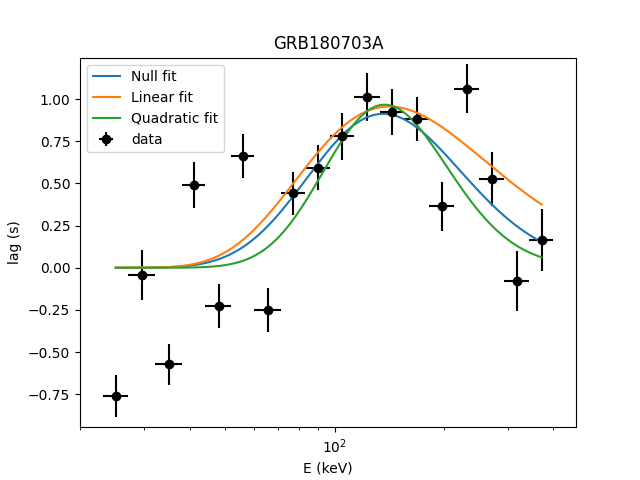 GRB180703A
Null fit
Linear fit
Quadratic fit
data
1.00
0.75
0.50
0.25
0.00
−0.25
−0.50
−0.75
lag (s)
10²
E (keV)